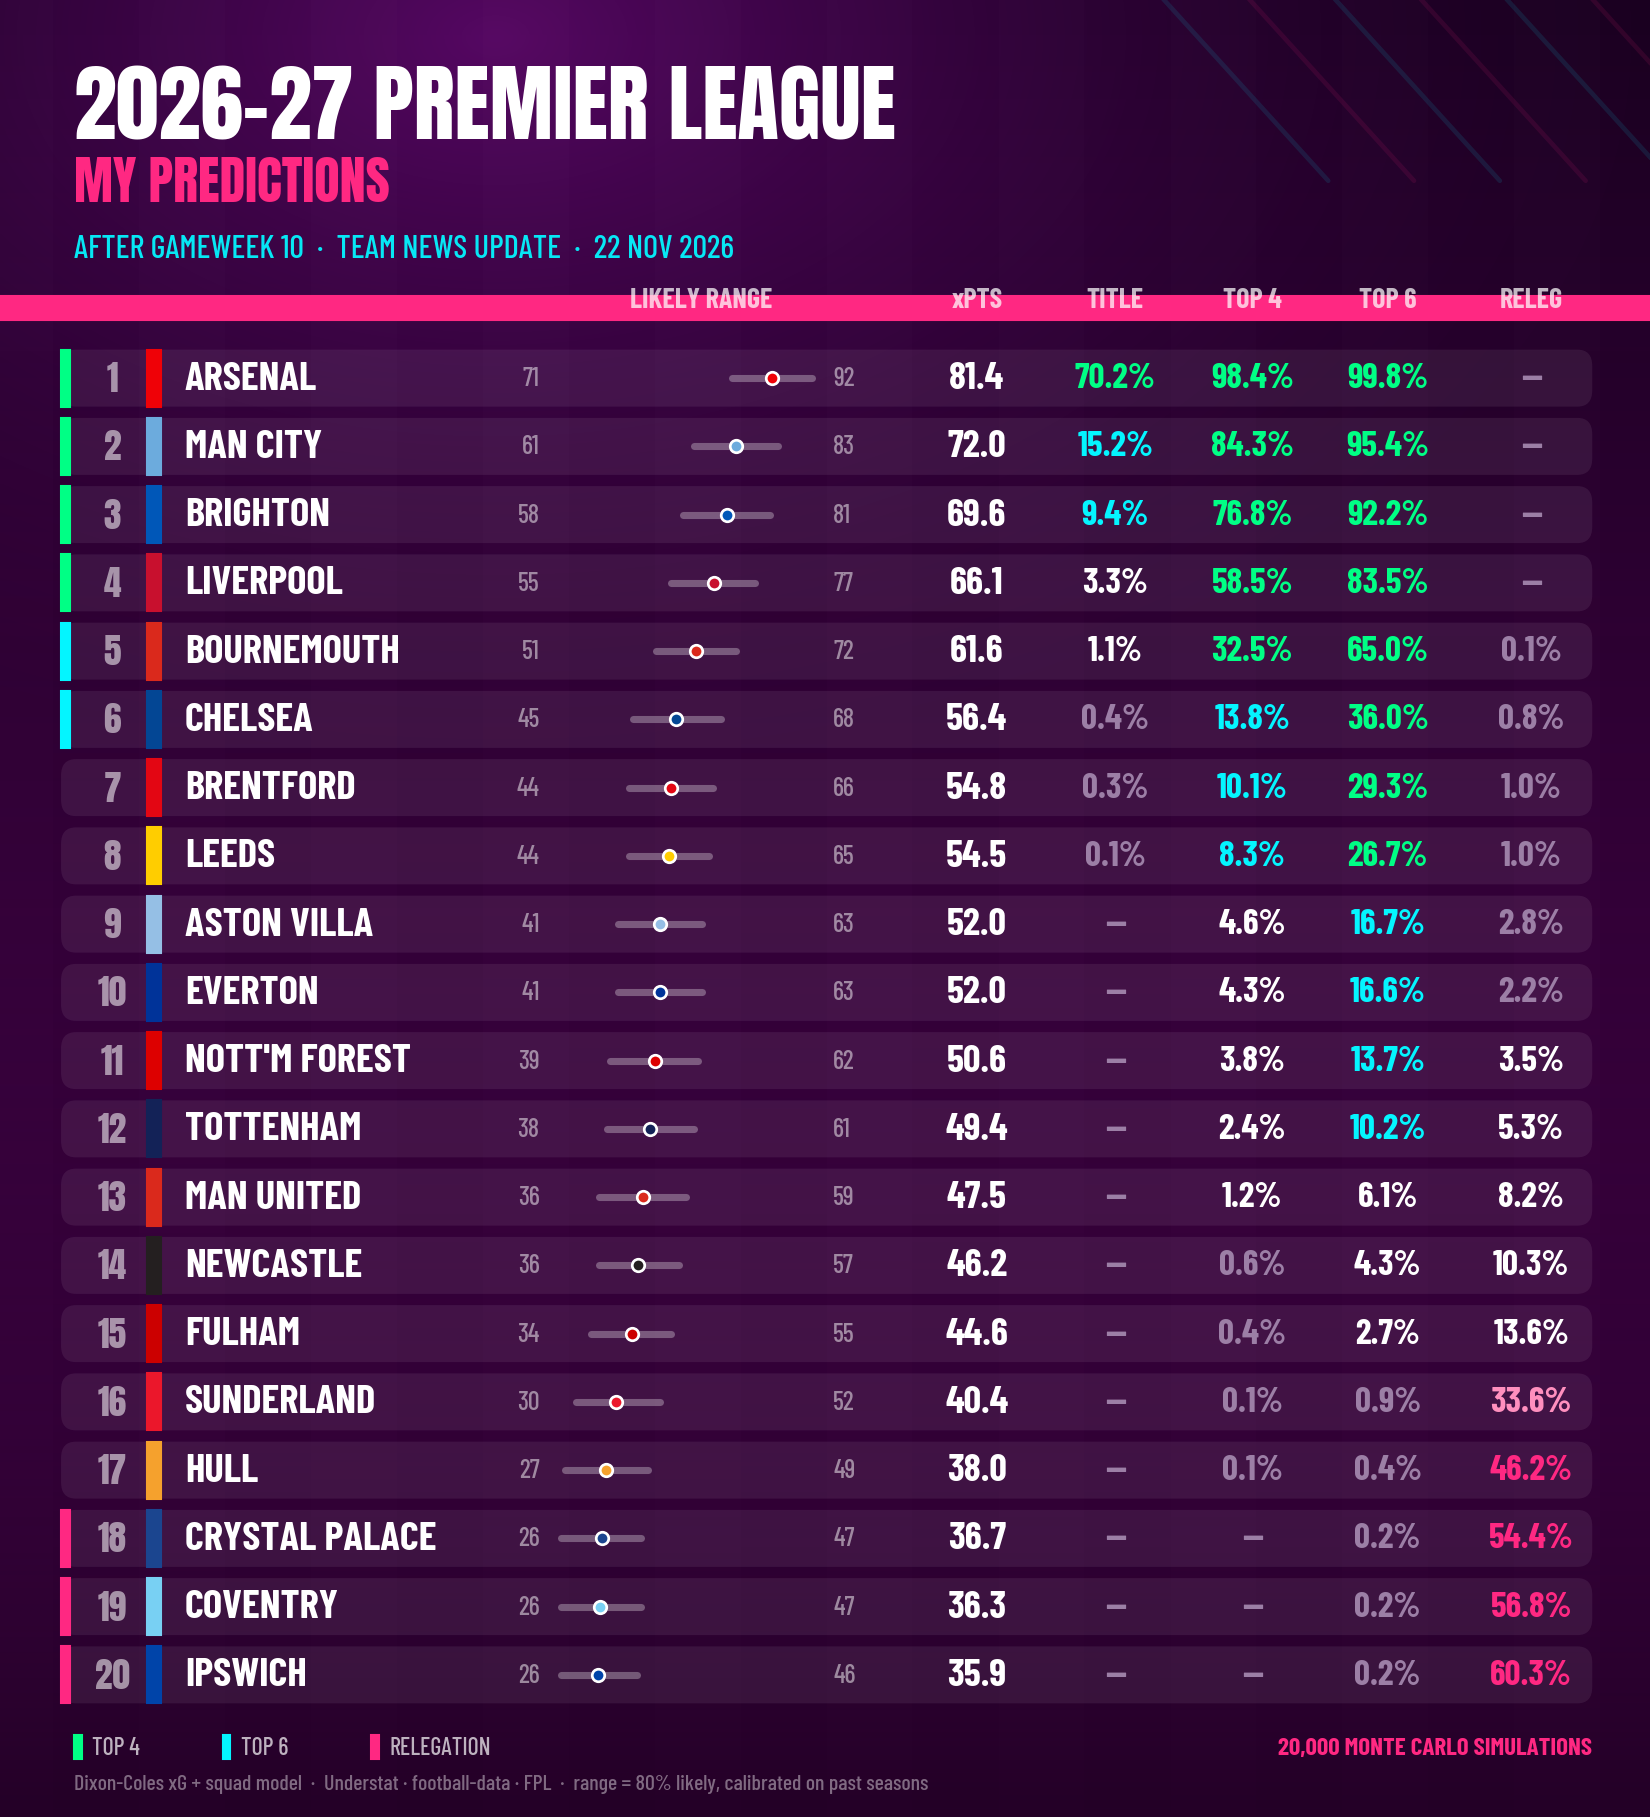 2026-27 PREMIER LEAGUE
MY PREDICTIONS
AFTER GAMEWEEK 10 · TEAM NEWS UPDATE · 22 NOV 2026
LIKELY RANGE xPTS TITLE TOP 4 TOP 6 RELEG
1 ARSENAL 71 92 81.4 70.2% 98.4% 99.8% –
2 MAN CITY 61 83 72.0 15.2% 84.3% 95.4% –
3 BRIGHTON 58 81 69.6 9.4% 76.8% 92.2% –
4 LIVERPOOL 55 77 66.1 3.3% 58.5% 83.5% –
5 BOURNEMOUTH 51 72 61.6 1.1% 32.5% 65.0% 0.1%
6 CHELSEA 45 68 56.4 0.4% 13.8% 36.0% 0.8%
7 BRENTFORD 44 66 54.8 0.3% 10.1% 29.3% 1.0%
8 LEEDS 44 65 54.5 0.1% 8.3% 26.7% 1.0%
9 ASTON VILLA 41 63 52.0 – 4.6% 16.7% 2.8%
10 EVERTON 41 63 52.0 – 4.3% 16.6% 2.2%
11 NOTT'M FOREST 39 62 50.6 – 3.8% 13.7% 3.5%
12 TOTTENHAM 38 61 49.4 – 2.4% 10.2% 5.3%
13 MAN UNITED 36 59 47.5 – 1.2% 6.1% 8.2%
14 NEWCASTLE 36 57 46.2 – 0.6% 4.3% 10.3%
15 FULHAM 34 55 44.6 – 0.4% 2.7% 13.6%
16 SUNDERLAND 30 52 40.4 – 0.1% 0.9% 33.6%
17 HULL 27 49 38.0 – 0.1% 0.4% 46.2%
18 CRYSTAL PALACE 26 47 36.7 – – 0.2% 54.4%
19 COVENTRY 26 47 36.3 – – 0.2% 56.8%
20 IPSWICH 26 46 35.9 – – 0.2% 60.3%
TOP 4 TOP 6 RELEGATION 20,000 MONTE CARLO SIMULATIONS
Dixon-Coles xG + squad model · Understat · football-data · FPL · range = 80% likely, calibrated on past seasons